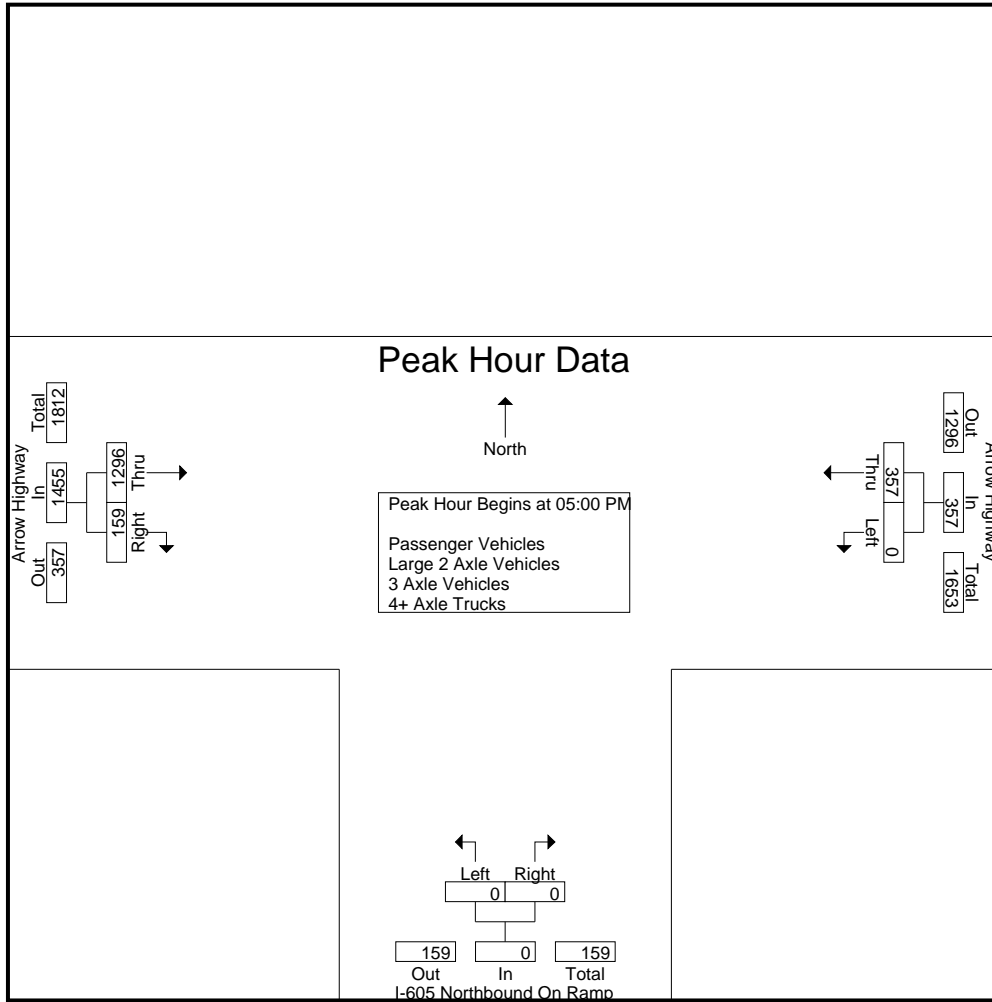 Peak Hour Data
North
Peak Hour Begins at 05:00 PM
Passenger Vehicles
Large 2 Axle Vehicles
3 Axle Vehicles
4+ Axle Trucks
Arrow Highway
Out In Total
357 1455 1812
Right Thru
159 1296
Arrow Highway
Out In Total
1296 357 1653
Thru Left
357 0
Left Right
0 0
159 0 159
Out In Total
I-605 Northbound On Ramp